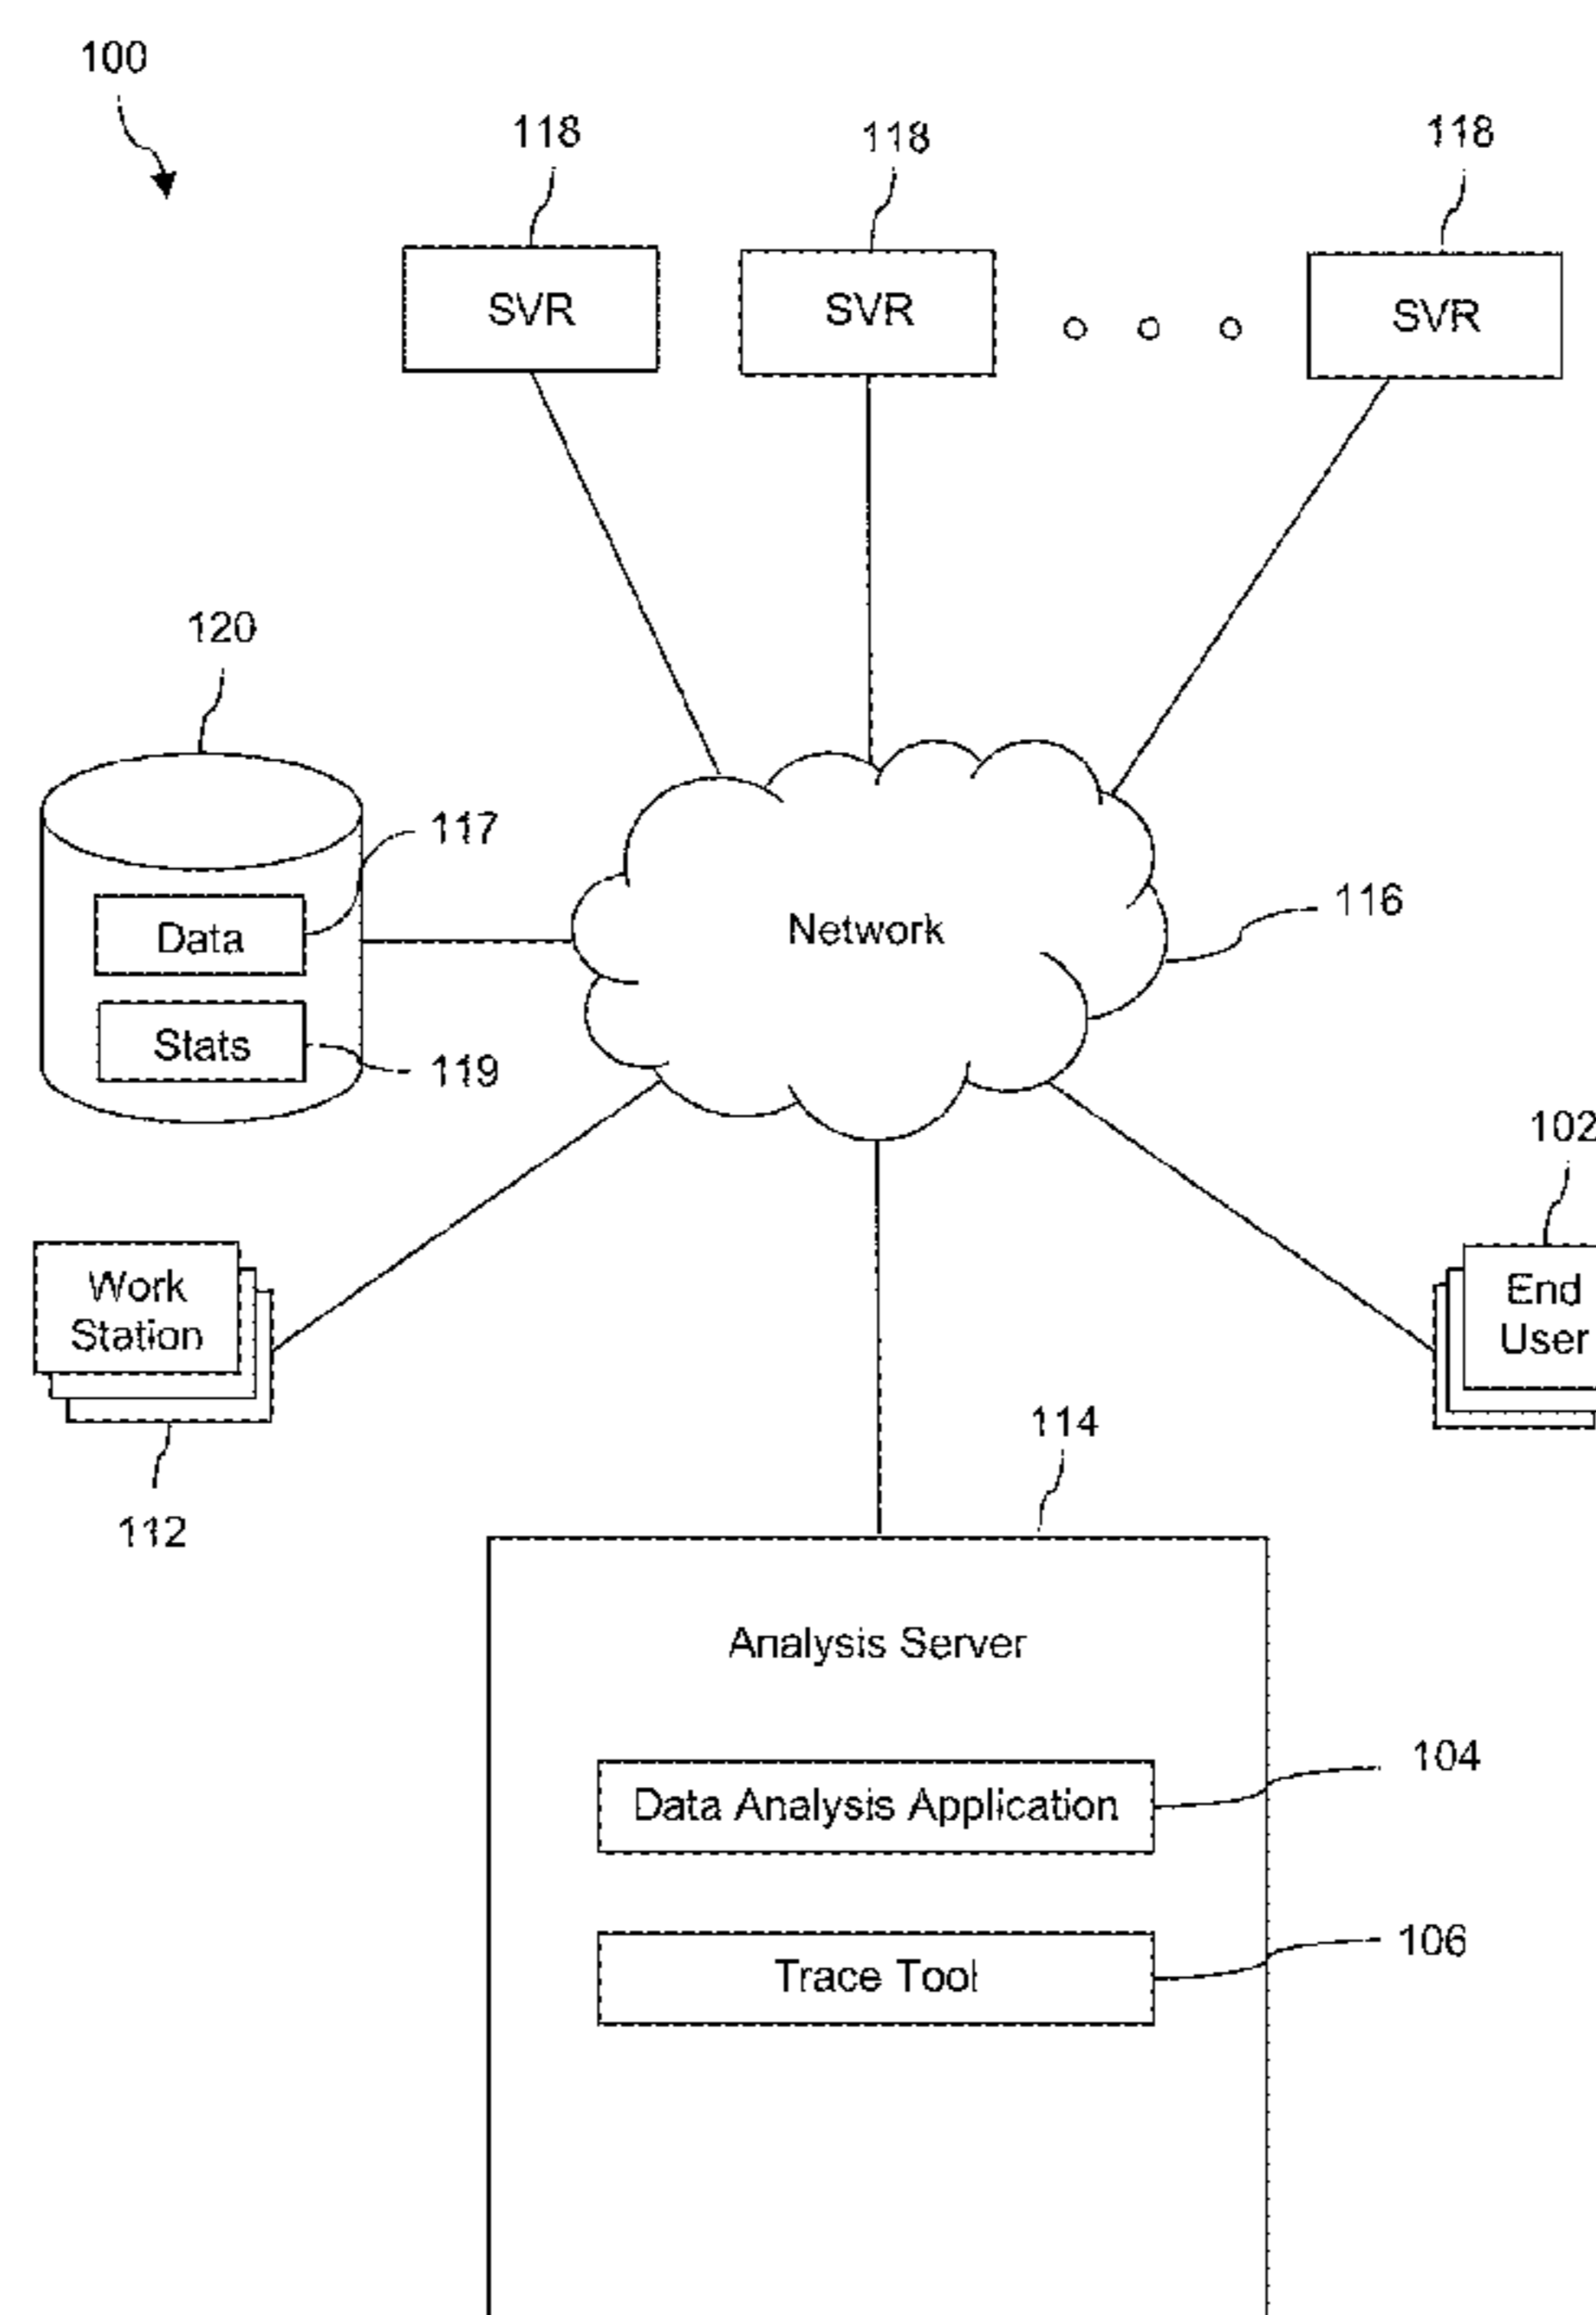 100
118
118
118
SVR
SVR
SVR
120
117
Data
Network
116
Stats
119
102
Work
Station
End
User
114
112
Analysis Server
104
Data Analysis Application
106
Trace Tool